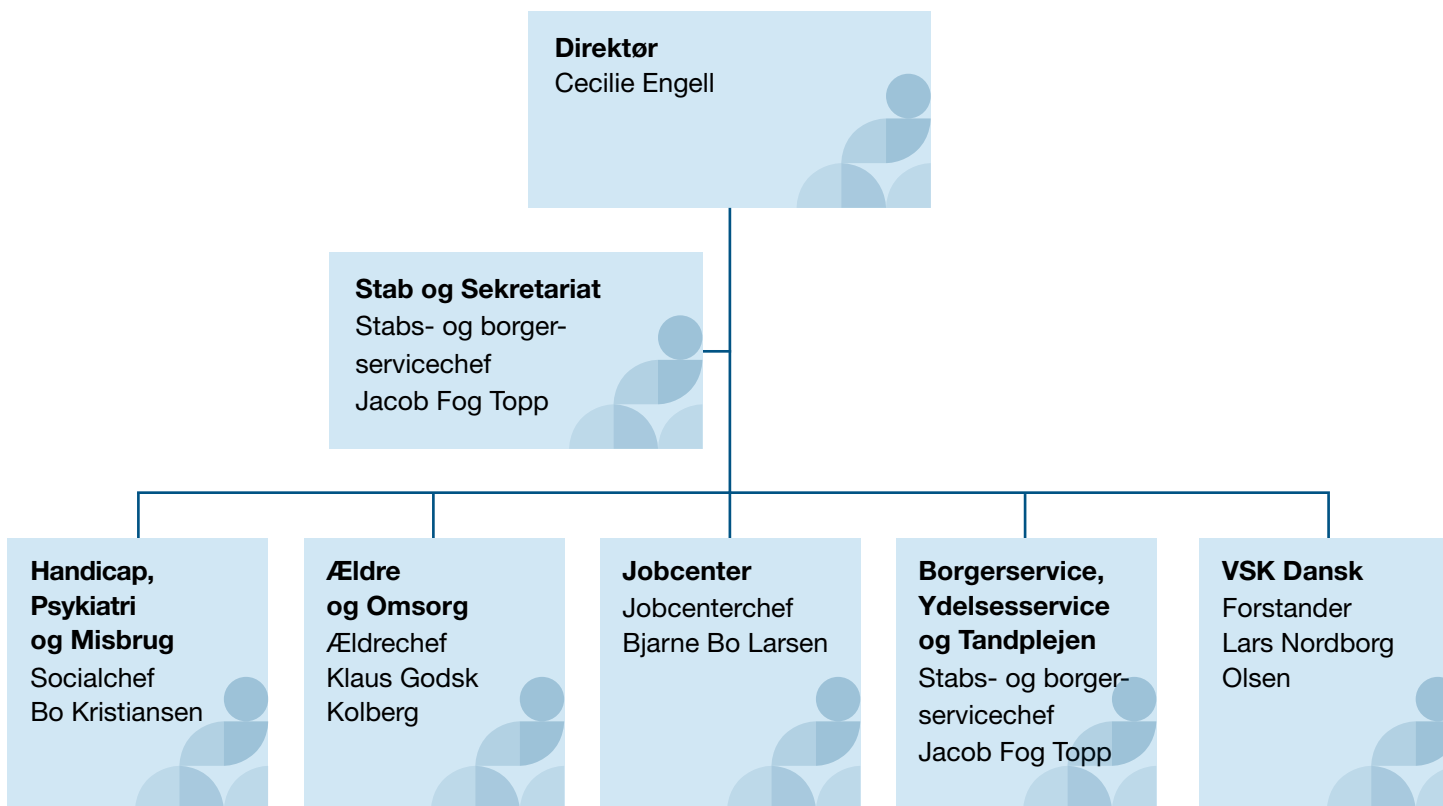 Direktør
Cecilie Engell
Stab og Sekretariat
Stabs- og borger-
servicechef
Jacob Fog Topp
Handicap,
Psykiatri
og Misbrug
Socialchef
Bo Kristiansen
Ældre
og Omsorg
Ældrechef
Klaus Godsk
Kolberg
Jobcenter
Jobcenterchef
Bjarne Bo Larsen
Borgerservice,
Ydelsesservice
og Tandplejen
Stabs- og borger-
servicechef
Jacob Fog Topp
VSK Dansk
Forstander
Lars Nordborg
Olsen